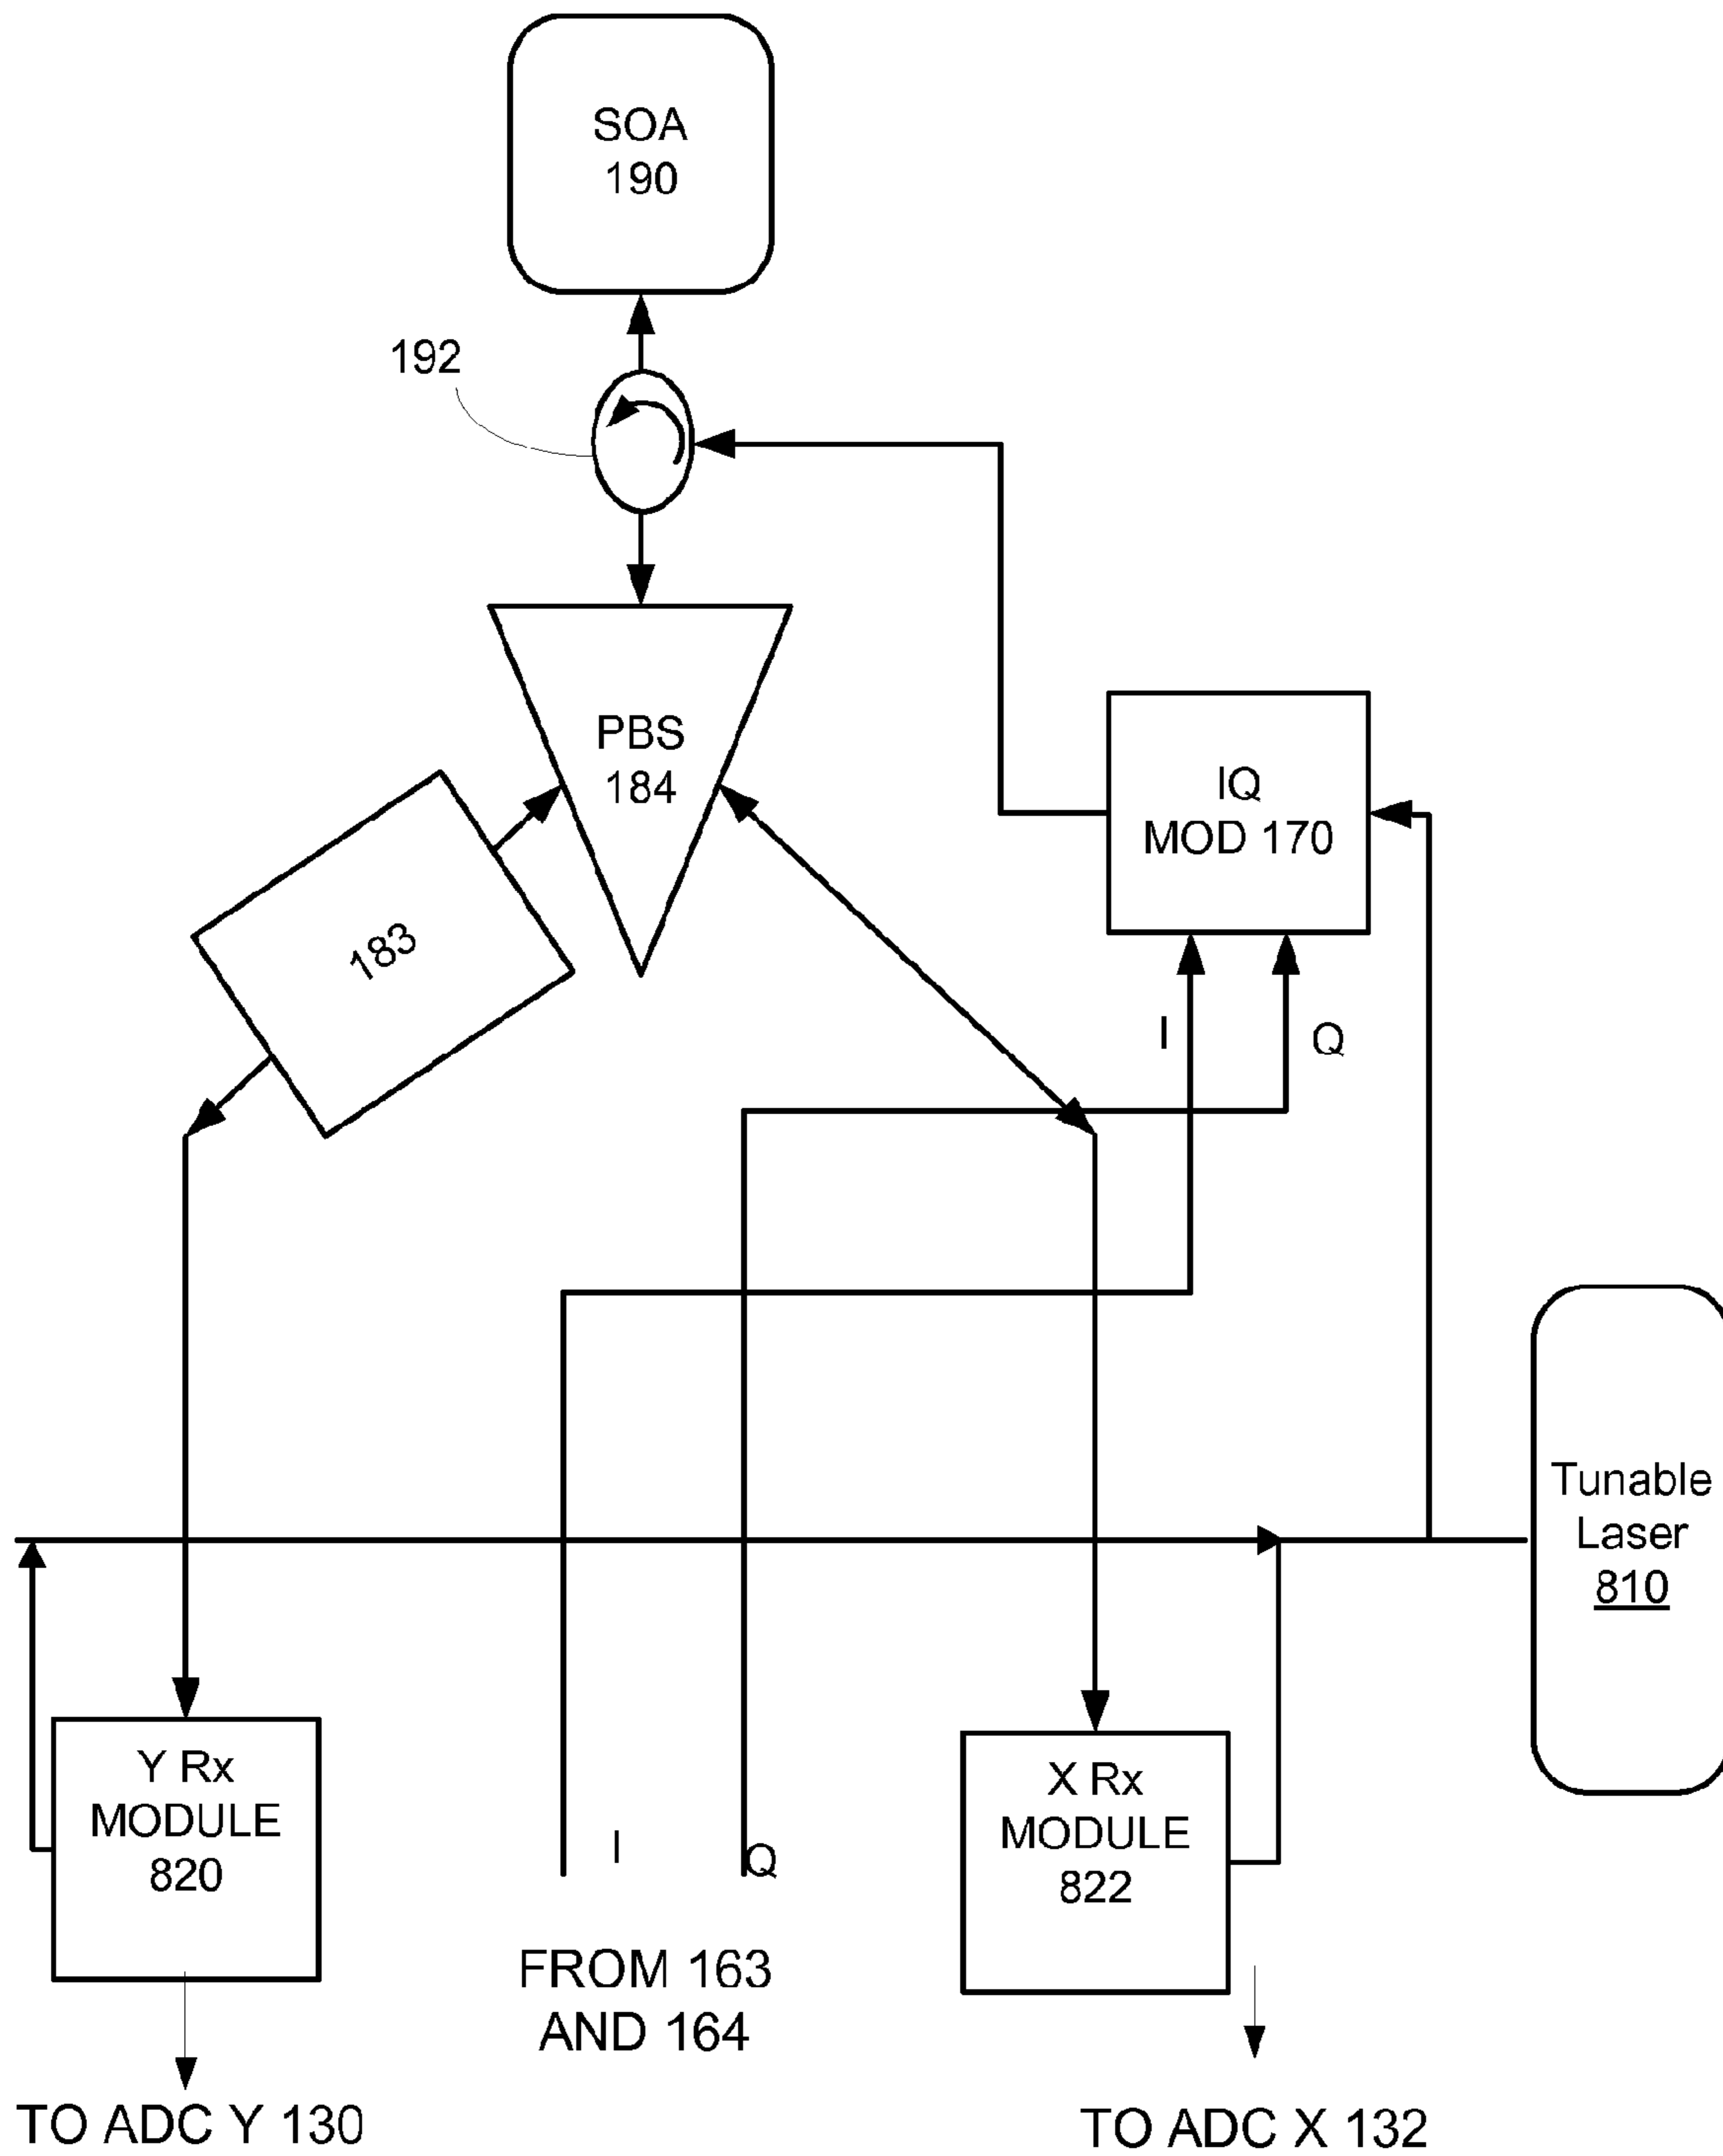 SOA
190
192
PBS
184
IQ
MOD 170
183
I
Q
Tunable
Laser
810
Y Rx
MODULE
820
I
Q
X Rx
MODULE
822
FROM 163
AND 164
TO ADC Y 130
TO ADC X 132